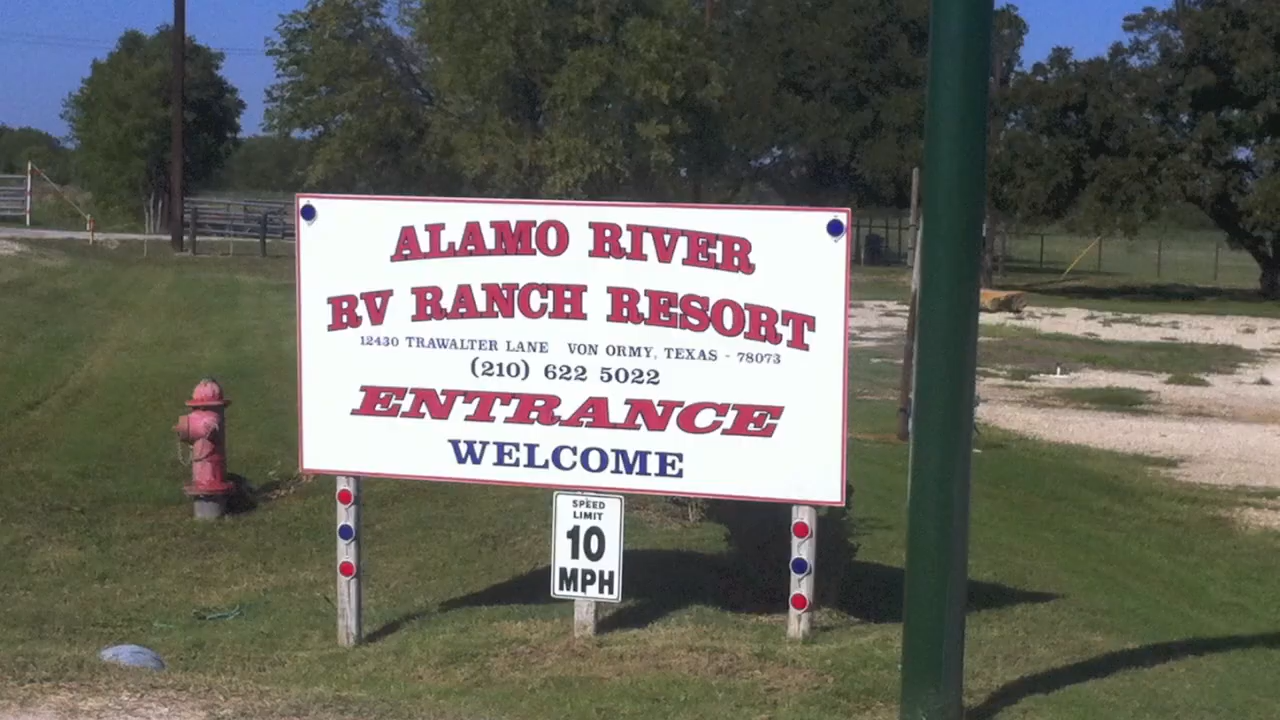 ALAMO RIVER
RV RANCH RESORT
12430 TRAWALTER LANE VON ORMY, TEXAS - 78073
(210) 622 5022
ENTRANCE
WELCOME
SPEED
LIMIT
10
MPH